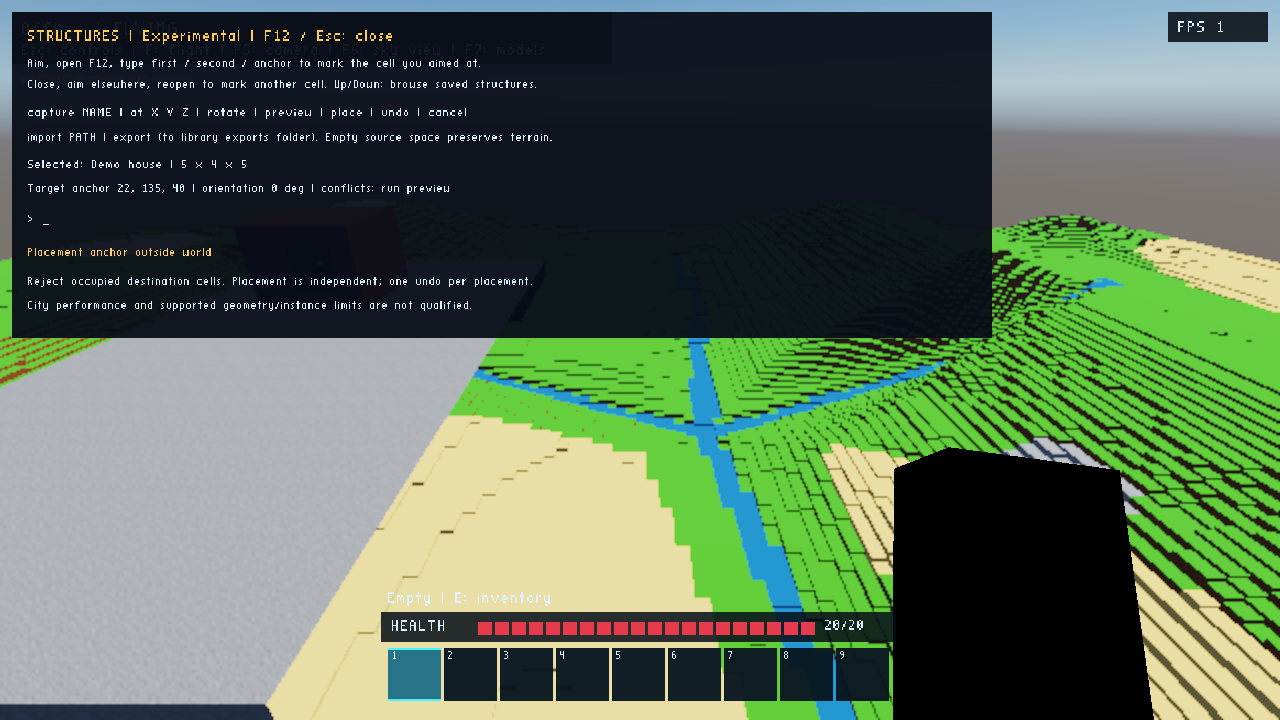 STRUCTURES | Experimental | F12 / Esc: close
FPS 1
Aim, open F12, type first / second / anchor to mark the cell you aimed at.
Close, aim elsewhere, reopen to mark another cell. Up/Down: browse saved structures.
capture NAME | at X Y Z | rotate | preview | place | undo | cancel
import PATH | export (to library exports folder). Empty source space preserves terrain.
Selected: Demo house | 5 x 4 x 5
Target anchor 22, 135, 40 | orientation 0 deg | conflicts: run preview
> _
Placement anchor outside world
Reject occupied destination cells. Placement is independent; one undo per placement.
City performance and supported geometry/instance limits are not qualified.
Empty | E: inventory
HEALTH 20/20
1 2 3 4 5 6 7 8 9